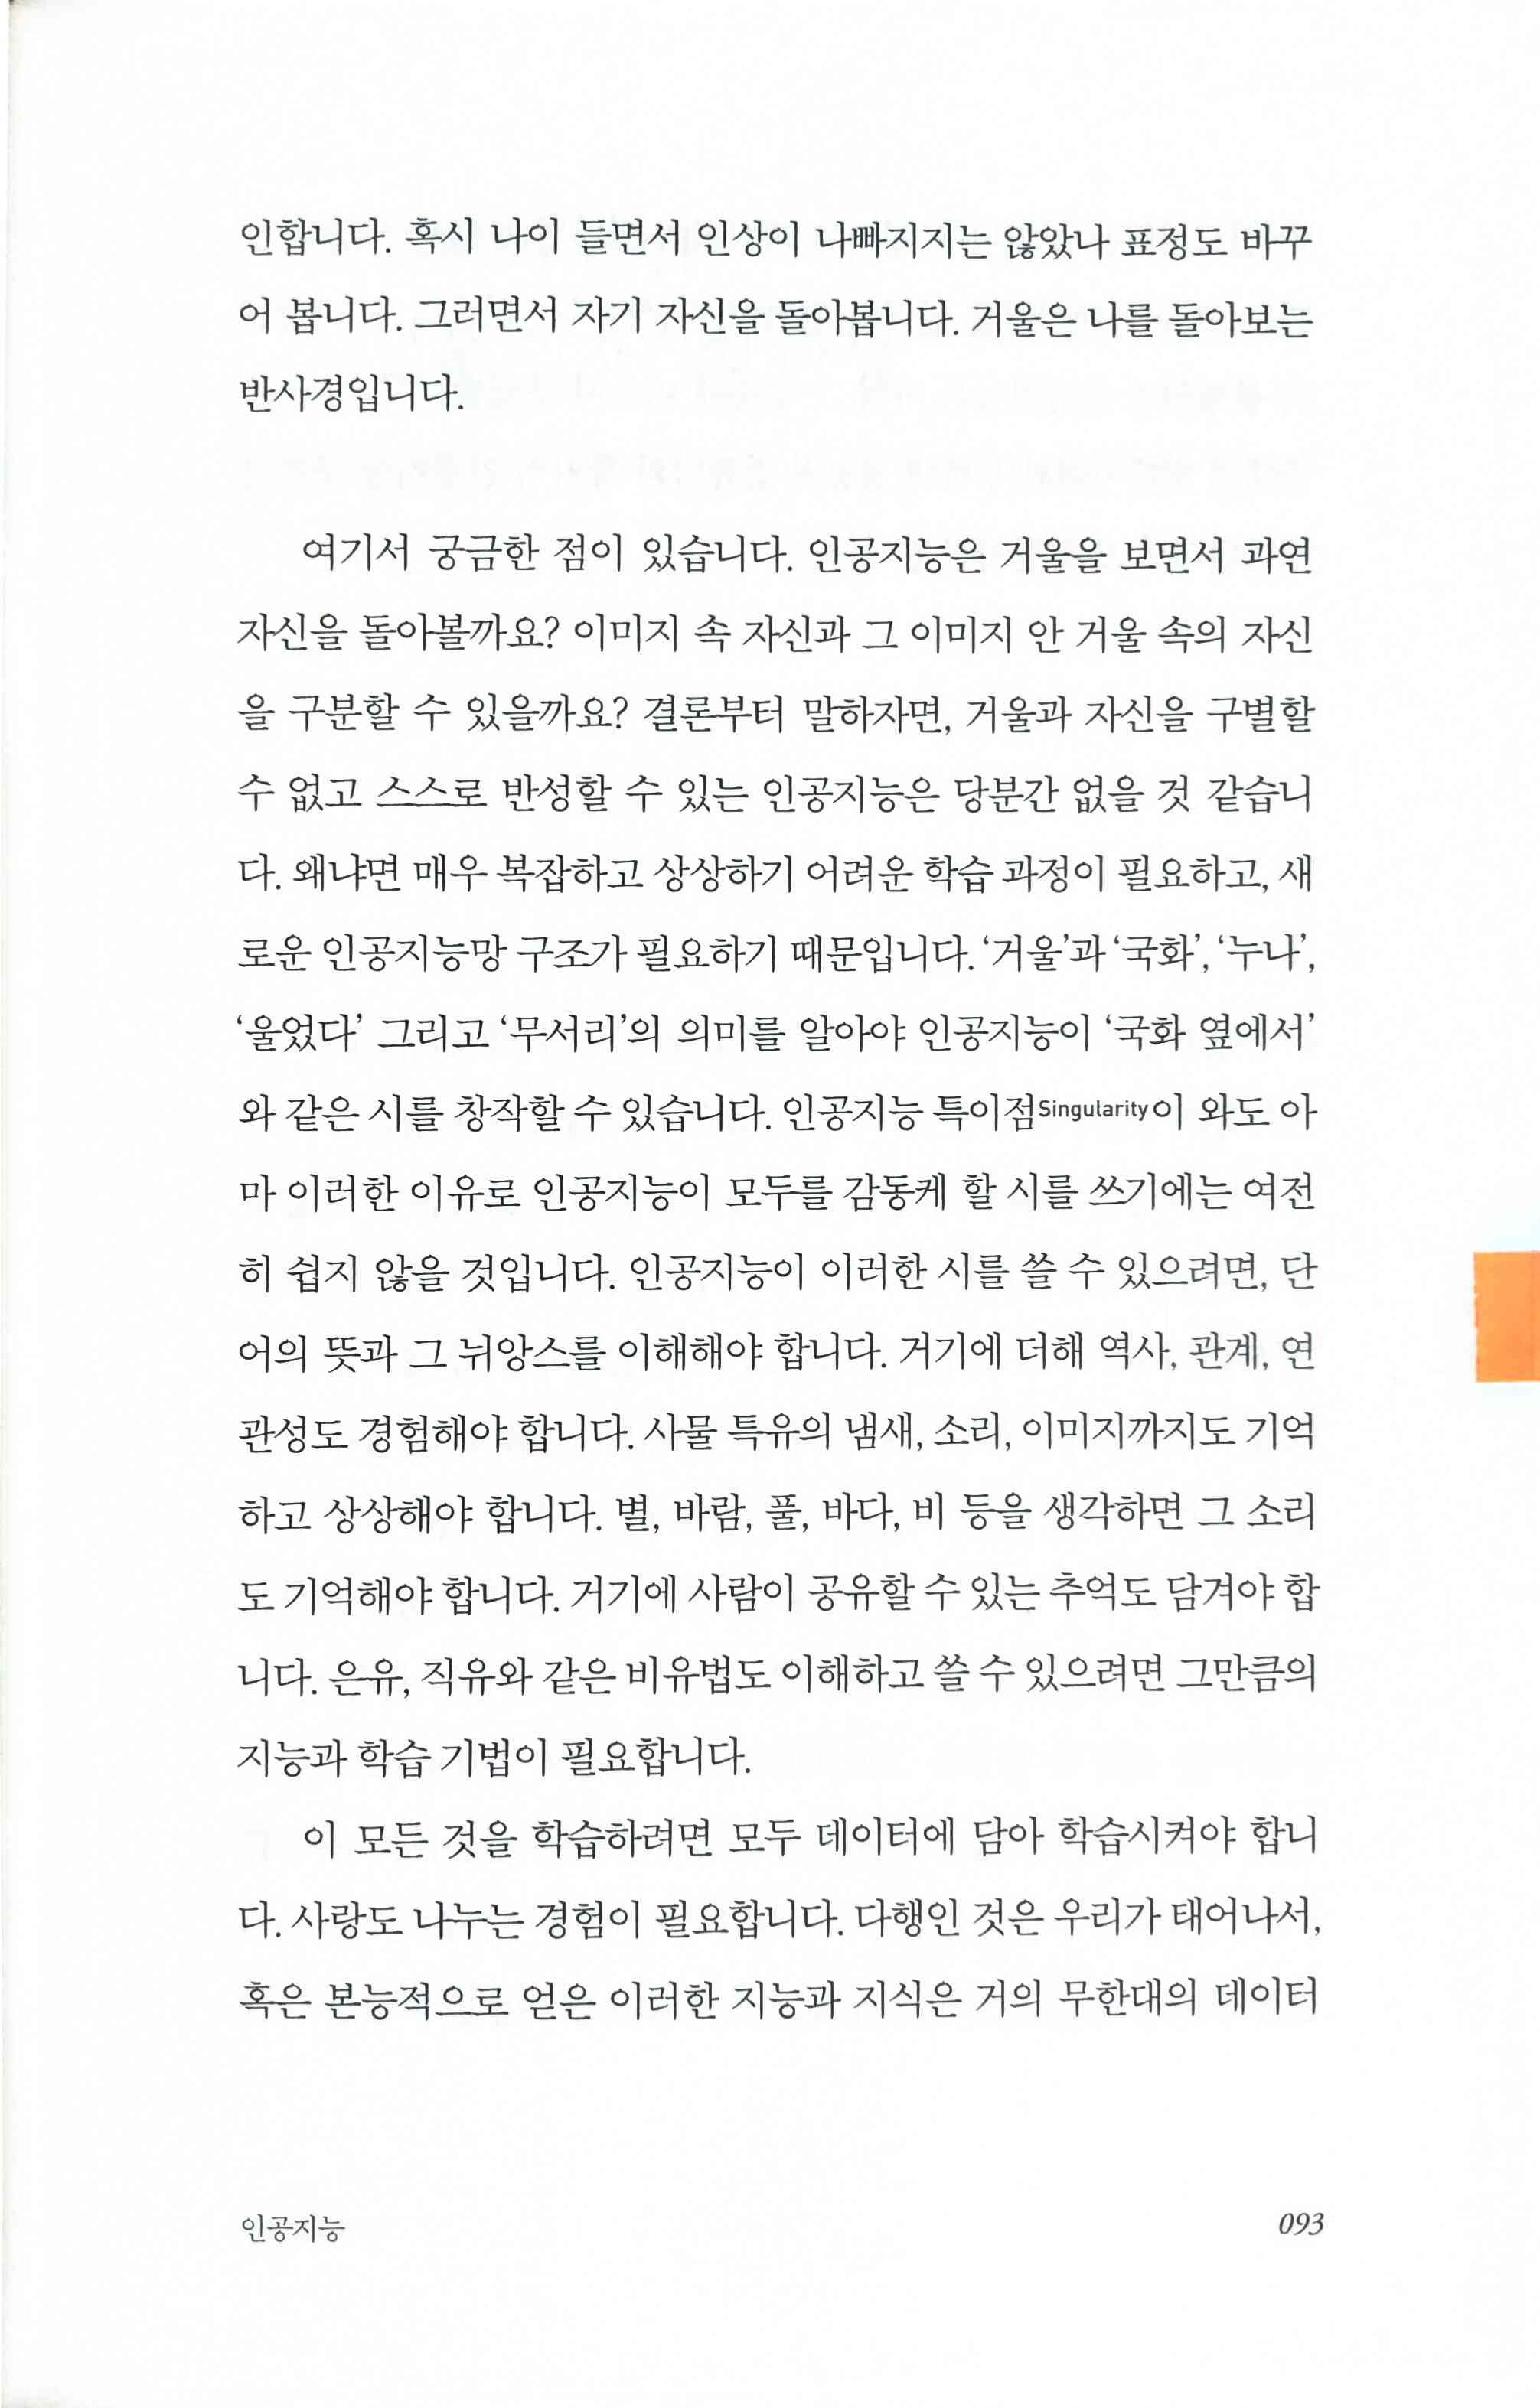 인합니다. 혹시 나이 들면서 인상이 나빠지지는 않았나 표정도 바꾸
어 봅니다. 그러면서 자기 자신을 돌아봅니다. 거울은 나를 돌아보는
반사경입니다.
여기서 궁금한 점이 있습니다. 인공지능은 거울을 보면서 과연
자신을 돌아볼까요? 이미지 속 자신과 그 이미지 안 거울 속의 자신
을 구분할 수 있을까요? 결론부터 말하자면, 거울과 자신을 구별할
수 없고 스스로 반성할 수 있는 인공지능은 당분간 없을 것 같습니
다. 왜냐면 매우 복잡하고 상상하기 어려운 학습 과정이 필요하고, 새
로운 인공지능망 구조가 필요하기 때문입니다. ‘거울’과 ‘국화’, ‘누나’,
‘울었다’ 그리고 ‘무서리’의 의미를 알아야 인공지능이 ‘국화 옆에서’
와 같은 시를 창작할 수 있습니다. 인공지능 특이점Singularity이 와도 아
마 이러한 이유로 인공지능이 모두를 감동케 할 시를 쓰기에는 여전
히 쉽지 않을 것입니다. 인공지능이 이러한 시를 쓸 수 있으려면, 단
어의 뜻과 그 뉘앙스를 이해해야 합니다. 거기에 더해 역사, 관계, 연
관성도 경험해야 합니다. 사물 특유의 냄새, 소리, 이미지까지도 기억
하고 상상해야 합니다. 별, 바람, 풀, 바다, 비 등을 생각하면 그 소리
도 기억해야 합니다. 거기에 사람이 공유할 수 있는 추억도 담겨야 합
니다. 은유, 직유와 같은 비유법도 이해하고 쓸 수 있으려면 그만큼의
지능과 학습 기법이 필요합니다.
이 모든 것을 학습하려면 모두 데이터에 담아 학습시켜야 합니
다. 사랑도 나누는 경험이 필요합니다. 다행인 것은 우리가 태어나서,
혹은 본능적으로 얻은 이러한 지능과 지식은 거의 무한대의 데이터
인공지능
093